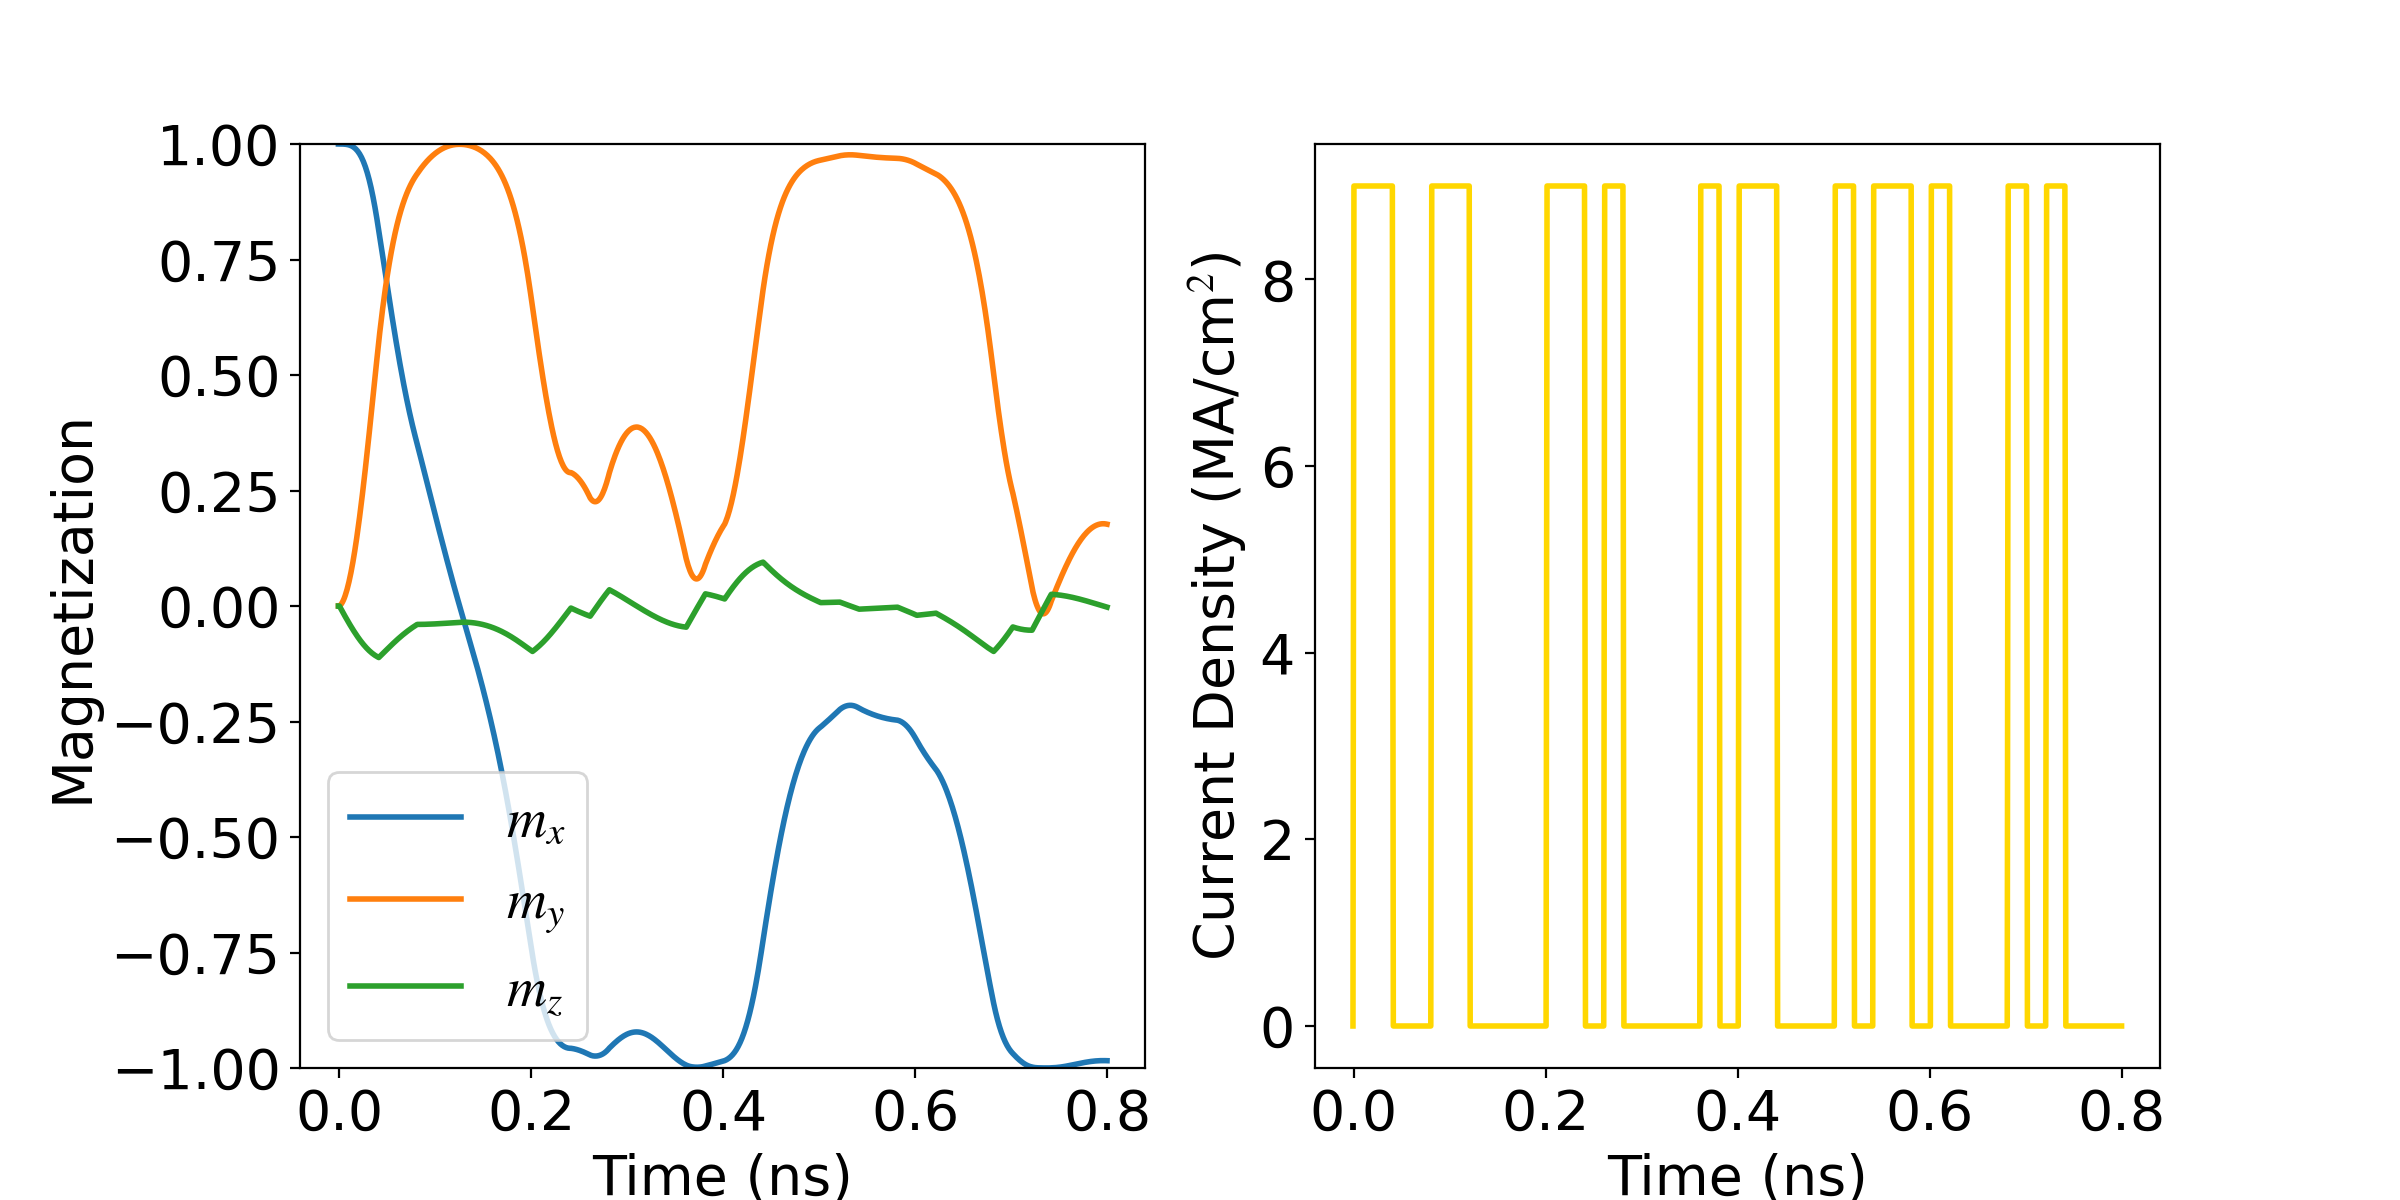 1.00
0.75
0.50
0.25
0.00
−0.25
−0.50
−0.75
−1.00
Magnetization
m_x
m_y
m_z
0.0 0.2 0.4 0.6 0.8
Time (ns)
8
6
4
2
0
Current Density (MA/cm²)
0.0 0.2 0.4 0.6 0.8
Time (ns)